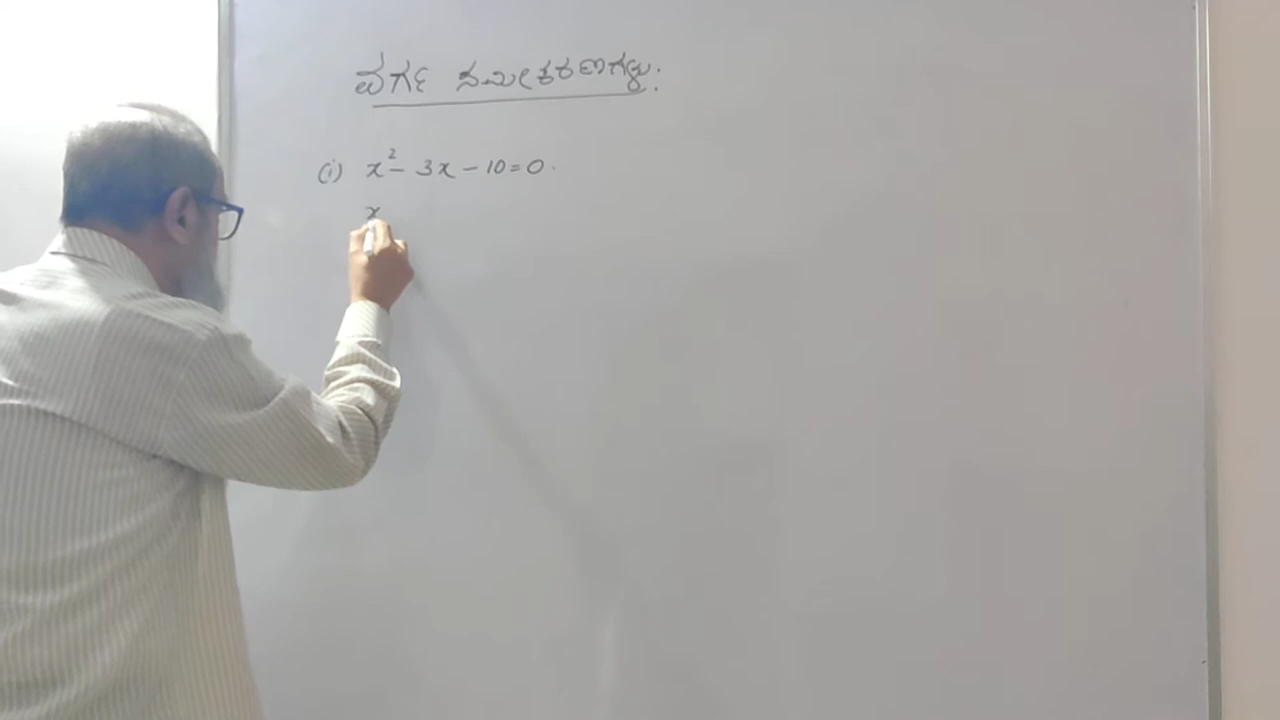 ವರ್ಗ ಸಮೀಕರಣಗಳು:
(i) x² - 3x - 10 = 0.
x